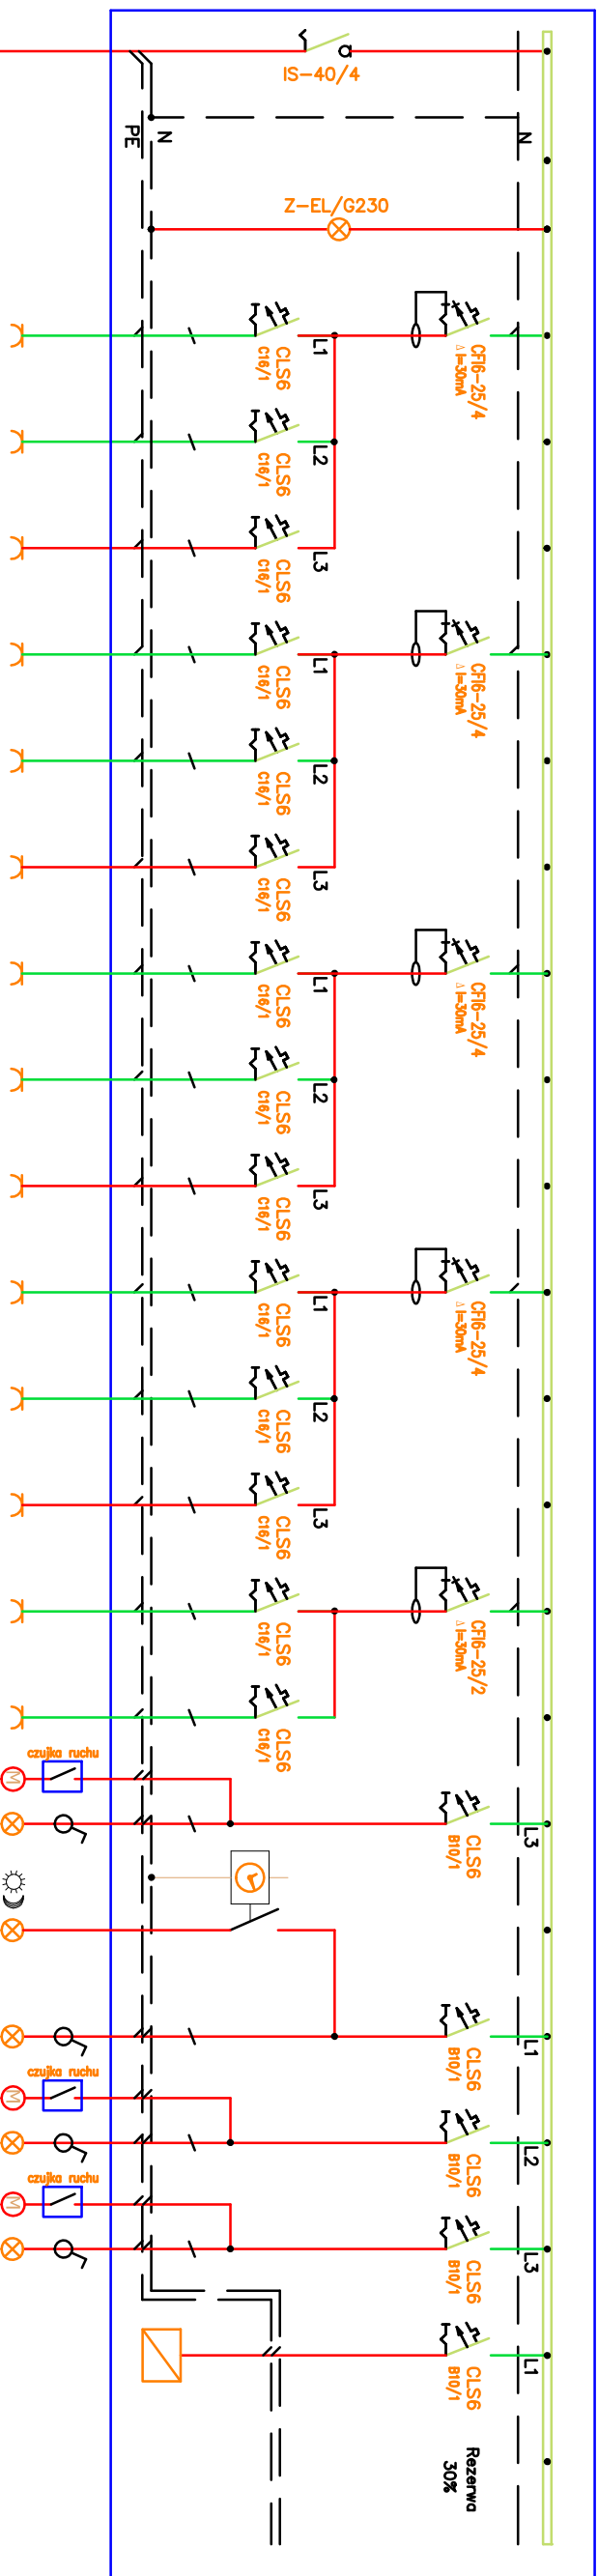 IS-40/4
N
N
PE
Z-EL/G230
CFI6-25/4
Δ I=30mA
L1
CLS6
C16/1
L2
CLS6
C16/1
L3
CLS6
C16/1
CFI6-25/4
Δ I=30mA
L1
CLS6
C16/1
L2
CLS6
C16/1
L3
CLS6
C16/1
CFI6-25/4
Δ I=30mA
L1
CLS6
C16/1
L2
CLS6
C16/1
L3
CLS6
C16/1
CFI6-25/4
Δ I=30mA
L1
CLS6
C16/1
L2
CLS6
C16/1
L3
CLS6
C16/1
CFI6-25/2
Δ I=30mA
CLS6
C16/1
CLS6
C16/1
czujka ruchu
M
L3
CLS6
B10/1
L1
CLS6
B10/1
czujka ruchu
M
L2
CLS6
B10/1
czujka ruchu
M
L3
CLS6
B10/1
L1
CLS6
B10/1
Rezerwa
30%